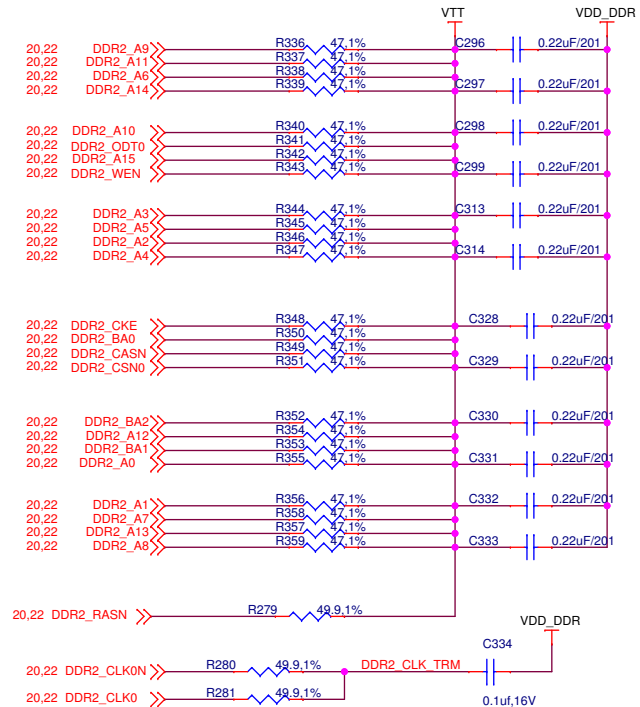 VTT VDD_DDR
20,22 DDR2_A9 R336 47,1% C296 0.22uF/201
20,22 DDR2_A11 R337 47,1%
20,22 DDR2_A6 R338 47,1%
20,22 DDR2_A14 R339 47,1% C297 0.22uF/201
20,22 DDR2_A10 R340 47,1% C298 0.22uF/201
20,22 DDR2_ODT0 R341 47,1%
20,22 DDR2_A15 R342 47,1%
20,22 DDR2_WEN R343 47,1% C299 0.22uF/201
20,22 DDR2_A3 R344 47,1% C313 0.22uF/201
20,22 DDR2_A5 R345 47,1%
20,22 DDR2_A2 R346 47,1%
20,22 DDR2_A4 R347 47,1% C314 0.22uF/201
20,22 DDR2_CKE R348 47,1% C328 0.22uF/201
20,22 DDR2_BA0 R350 47,1%
20,22 DDR2_CASN R349 47,1%
20,22 DDR2_CSN0 R351 47,1% C329 0.22uF/201
20,22 DDR2_BA2 R352 47,1% C330 0.22uF/201
20,22 DDR2_A12 R354 47,1%
20,22 DDR2_BA1 R353 47,1%
20,22 DDR2_A0 R355 47,1% C331 0.22uF/201
20,22 DDR2_A1 R356 47,1% C332 0.22uF/201
20,22 DDR2_A7 R358 47,1%
20,22 DDR2_A13 R357 47,1%
20,22 DDR2_A8 R359 47,1% C333 0.22uF/201
20,22 DDR2_RASN R279 49.9,1%
VDD_DDR
20,22 DDR2_CLK0N R280 49.9,1% DDR2_CLK_TRM C334
20,22 DDR2_CLK0 R281 49.9,1% 0.1uf,16V